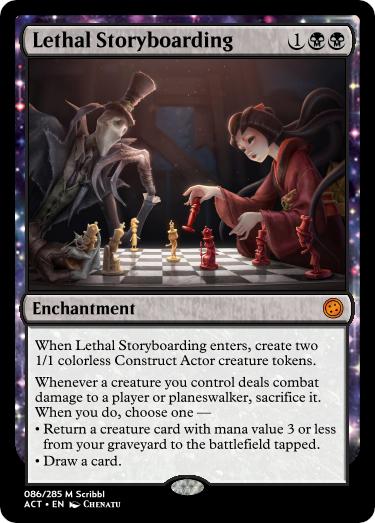 Lethal Storyboarding 1
Enchantment
When Lethal Storyboarding enters, create two
1/1 colorless Construct Actor creature tokens.
Whenever a creature you control deals combat
damage to a player or planeswalker, sacrifice it.
When you do, choose one —
• Return a creature card with mana value 3 or less
from your graveyard to the battlefield tapped.
• Draw a card.
086/285 M Scribbl
ACT • EN Chenatu